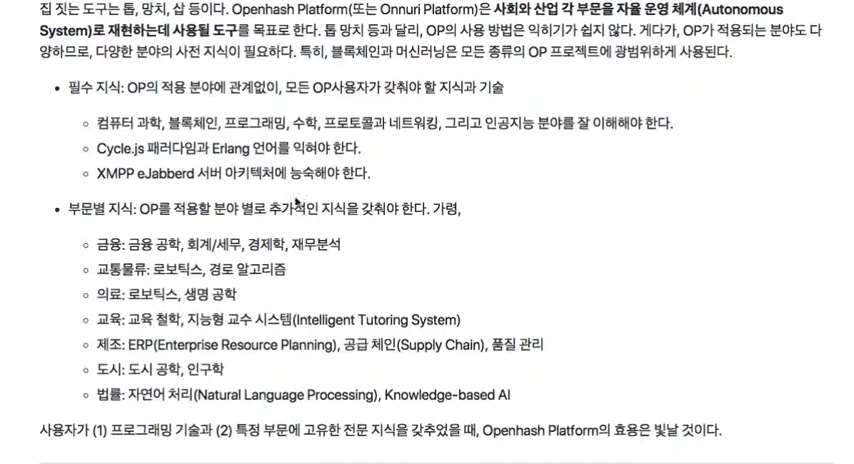 집 짓는 도구는 톱, 망치, 삽 등이다. Openhash Platform(또는 Onnuri Platform)은 사회와 산업 각 부문을 자율 운영 체계(Autonomous
System)로 재현하는데 사용될 도구를 목표로 한다. 톱 망치 등과 달리, OP의 사용 방법은 익히기가 쉽지 않다. 게다가, OP가 적용되는 분야도 다
양하므로, 다양한 분야의 사전 지식이 필요하다. 특히, 블록체인과 머신러닝은 모든 종류의 OP 프로젝트에 광범위하게 사용된다.
• 필수 지식: OP의 적용 분야에 관계없이, 모든 OP사용자가 갖춰야 할 지식과 기술
◦ 컴퓨터 과학, 블록체인, 프로그래밍, 수학, 프로토콜과 네트워킹, 그리고 인공지능 분야를 잘 이해해야 한다.
◦ Cycle.js 패러다임과 Erlang 언어를 익혀야 한다.
◦ XMPP eJabberd 서버 아키텍처에 능숙해야 한다.
• 부문별 지식: OP를 적용할 분야 별로 추가적인 지식을 갖춰야 한다. 가령,
◦ 금융: 금융 공학, 회계/세무, 경제학, 재무분석
◦ 교통물류: 로보틱스, 경로 알고리즘
◦ 의료: 로보틱스, 생명 공학
◦ 교육: 교육 철학, 지능형 교수 시스템(Intelligent Tutoring System)
◦ 제조: ERP(Enterprise Resource Planning), 공급 체인(Supply Chain), 품질 관리
◦ 도시: 도시 공학, 인구학
◦ 법률: 자연어 처리(Natural Language Processing), Knowledge-based AI
사용자가 (1) 프로그래밍 기술과 (2) 특정 부문에 고유한 전문 지식을 갖추었을 때, Openhash Platform의 효용은 빛날 것이다.